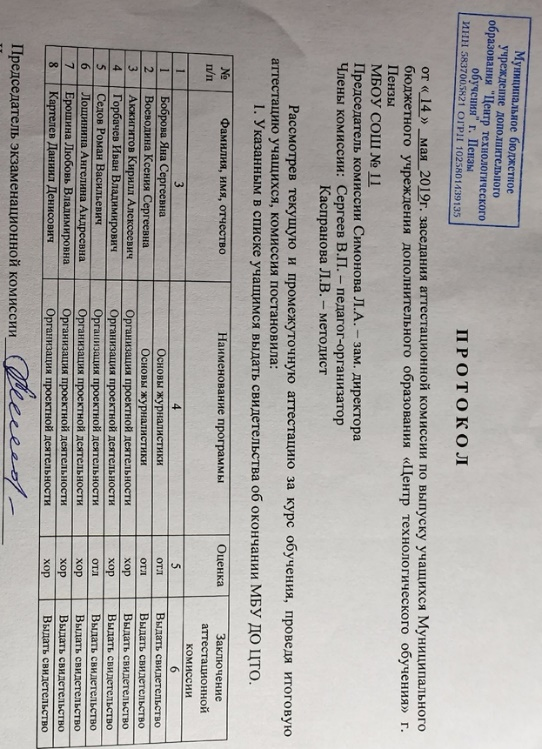 Муниципальное бюджетное
учреждение дополнительного
образования "Центр технологического
обучения" г. Пензы
ИНН 5837005821 ОГРН 1025801439135
ПРОТОКОЛ
от «14» мая 2019г. заседания аттестационной комиссии по выпуску учащихся Муниципального
бюджетного учреждения дополнительного образования «Центр технологического обучения» г.
Пензы
МБОУ СОШ № 11
Председатель комиссии Симонова Л.А. – зам. директора
Члены комиссии: Сергеев В.П. – педагог-организатор
Каспранова Л.В. – методист
Рассмотрев текущую и промежуточную аттестацию за курс обучения, проведя итоговую
аттестацию учащихся, комиссия постановила:
1. Указанным в списке учащимся выдать свидетельства об окончании МБУ ДО ЦТО.
№ п/п Фамилия, имя, отчество Наименование программы Оценка Заключение аттестационной комиссии
1 3 4 5 6
1 Боброва Яна Сергеевна Основы журналистики отл Выдать свидетельство
2 Воеводина Ксения Сергеевна Основы журналистики отл Выдать свидетельство
3 Акжигитов Кирилл Алексеевич Организация проектной деятельности хор Выдать свидетельство
4 Горбачев Иван Владимирович Организация проектной деятельности хор Выдать свидетельство
5 Седов Роман Васильевич Организация проектной деятельности отл Выдать свидетельство
6 Лошинина Ангелина Андреевна Организация проектной деятельности хор Выдать свидетельство
7 Ерошина Любовь Владимировна Организация проектной деятельности хор Выдать свидетельство
8 Картелев Даниил Денисович Организация проектной деятельности хор Выдать свидетельство
Председатель экзаменационной комиссии